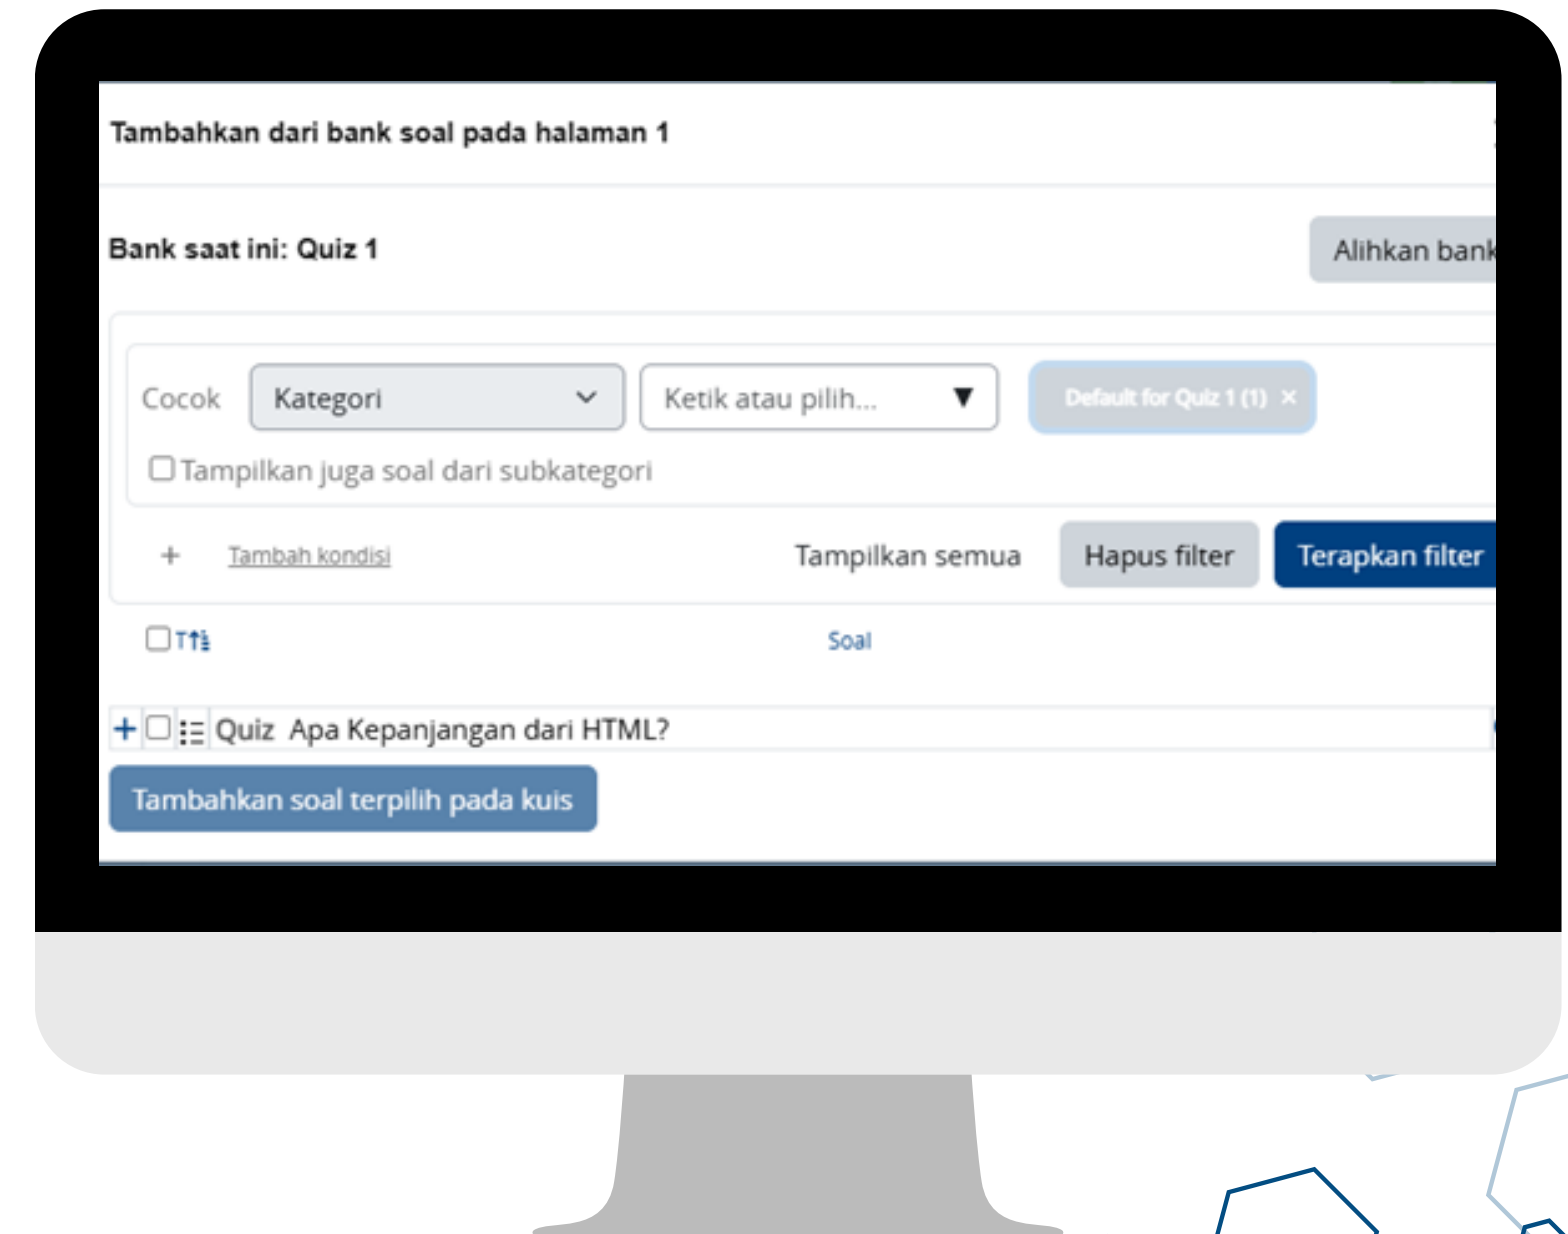 Tambahkan dari bank soal pada halaman 1
Bank saat ini: Quiz 1
Alihkan bank
Cocok Kategori Ketik atau pilih... Default for Quiz 1 (1) ×
Tampilkan juga soal dari subkategori
+ Tambah kondisi Tampilkan semua Hapus filter Terapkan filter
T Soal
+ Quiz Apa Kepanjangan dari HTML?
Tambahkan soal terpilih pada kuis